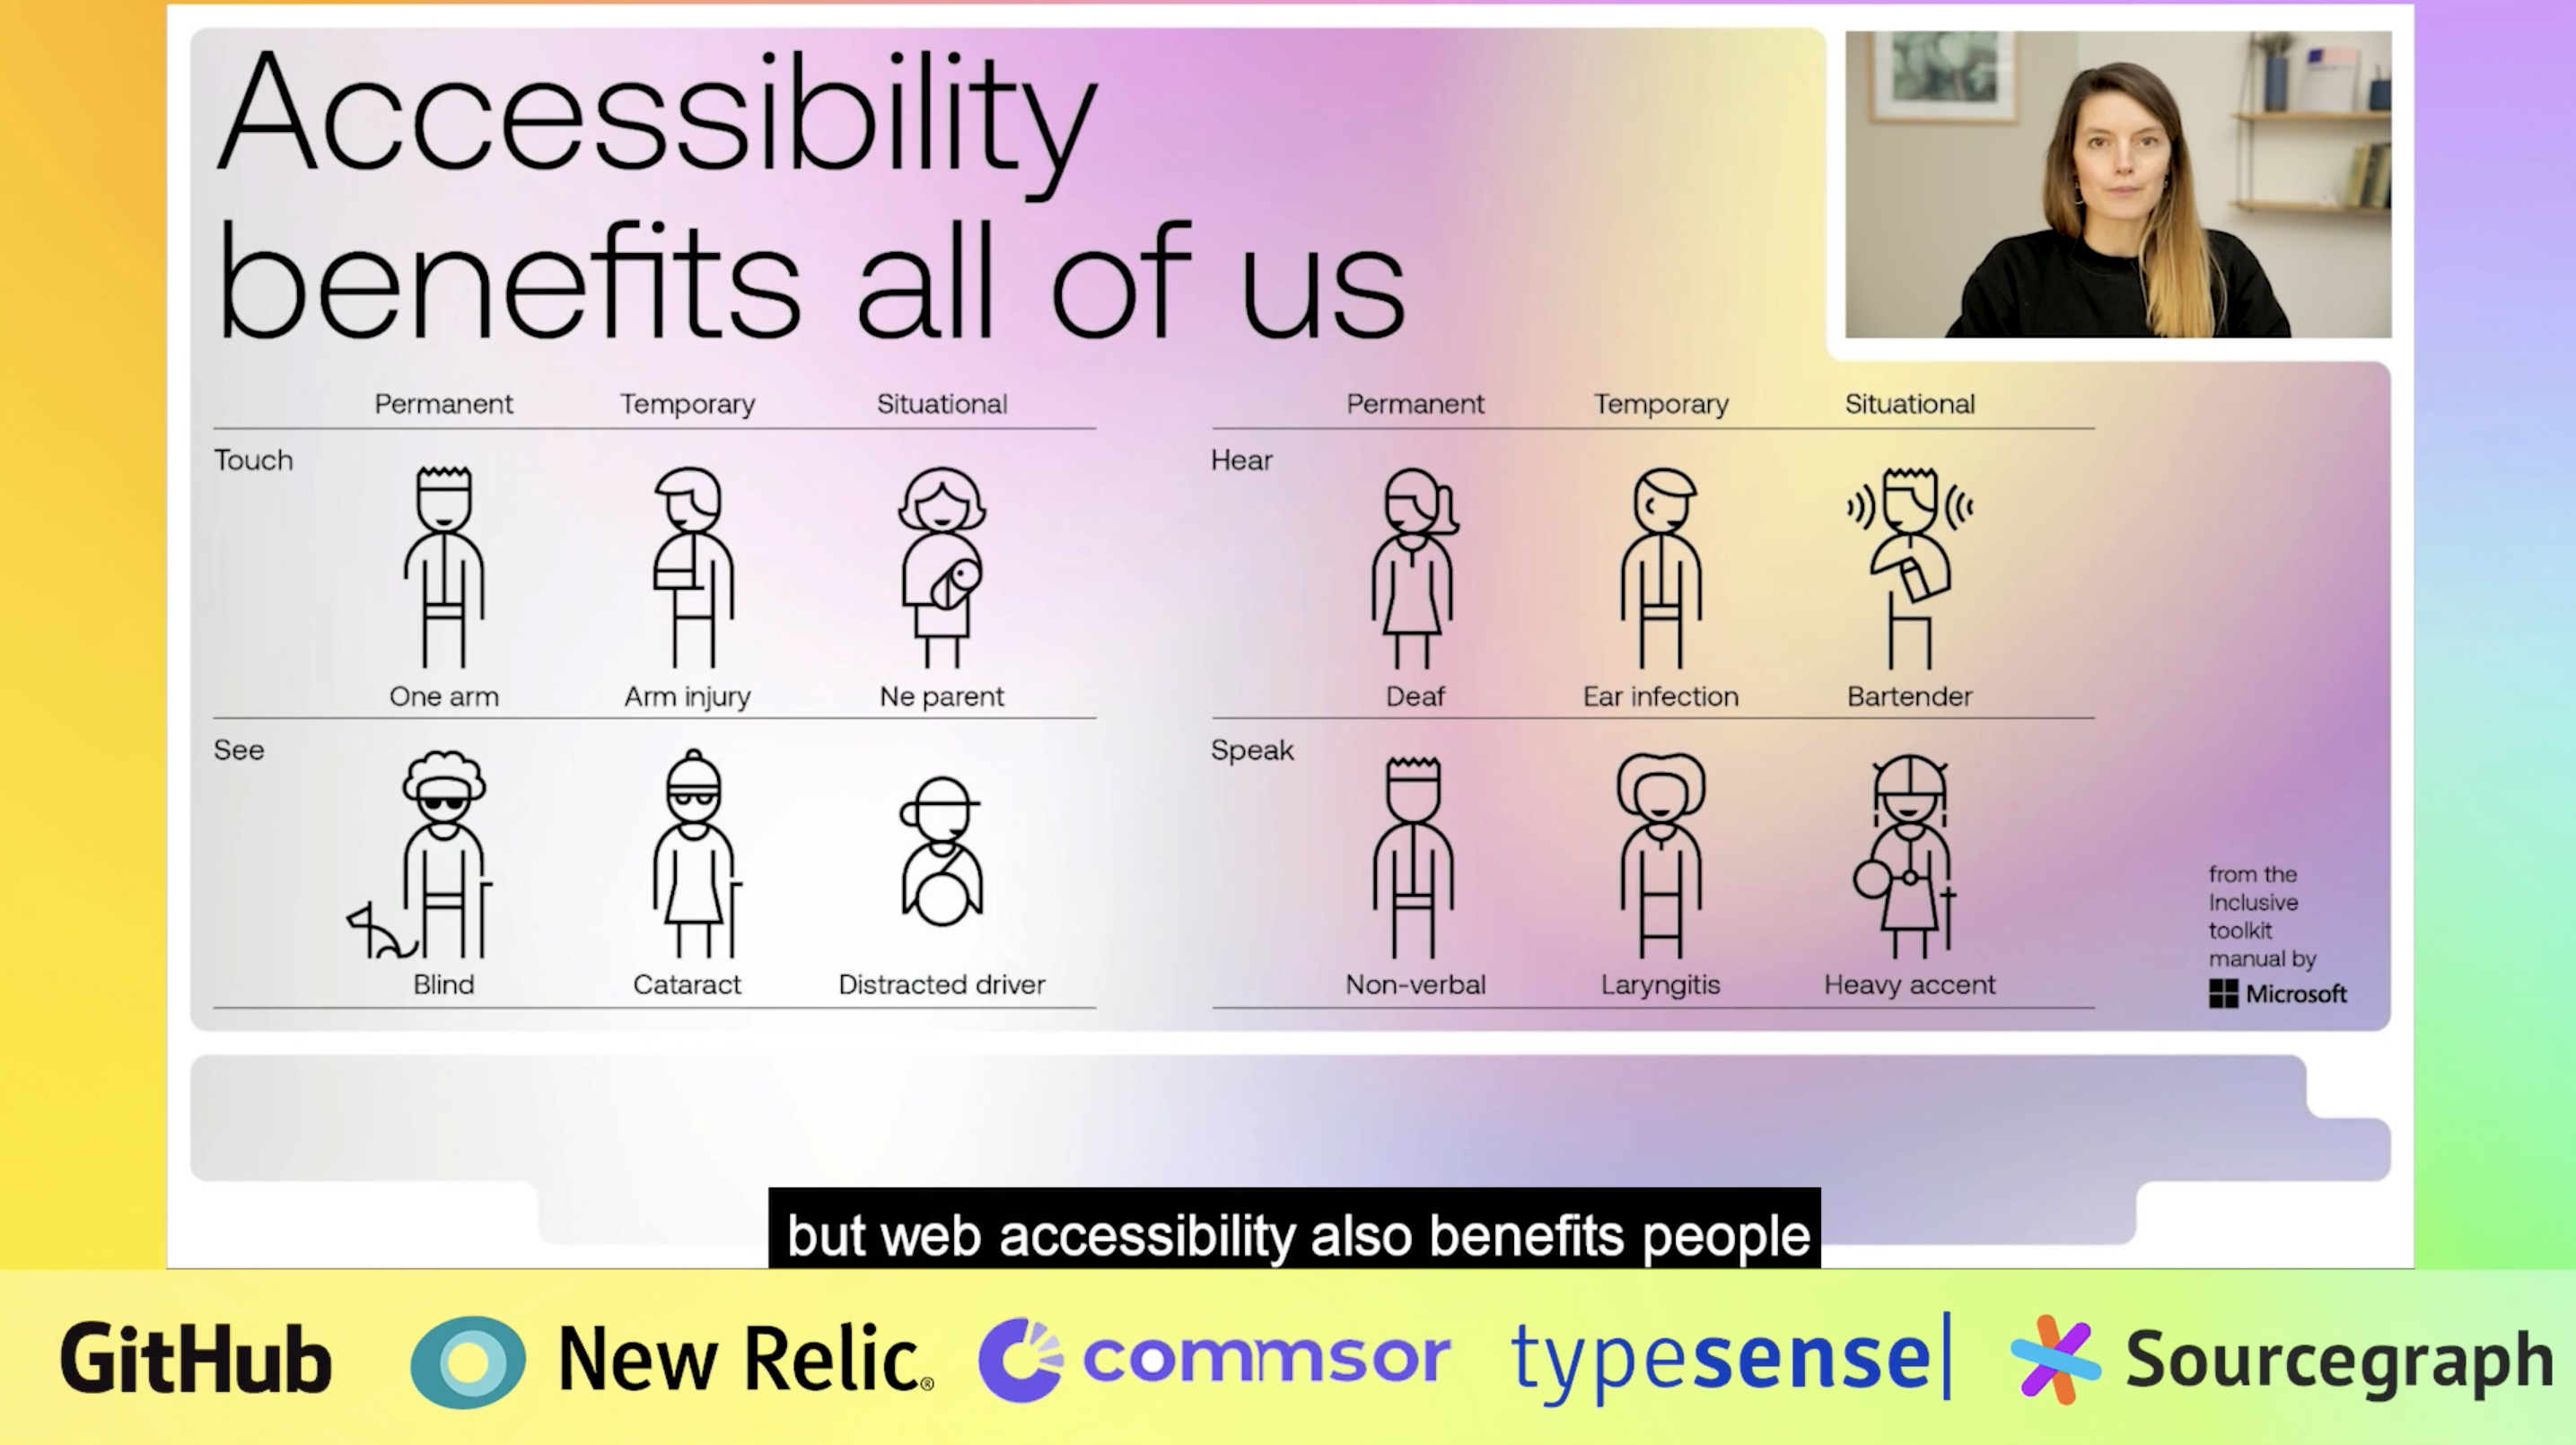 Accessibility
benefits all of us
Permanent Temporary Situational
Touch
One arm Arm injury Ne parent
See
Blind Cataract Distracted driver
Permanent Temporary Situational
Hear
Deaf Ear infection Bartender
Speak
Non-verbal Laryngitis Heavy accent
from the
Inclusive
toolkit
manual by
Microsoft
but web accessibility also benefits people
GitHub New Relic® commsor typesense| Sourcegraph